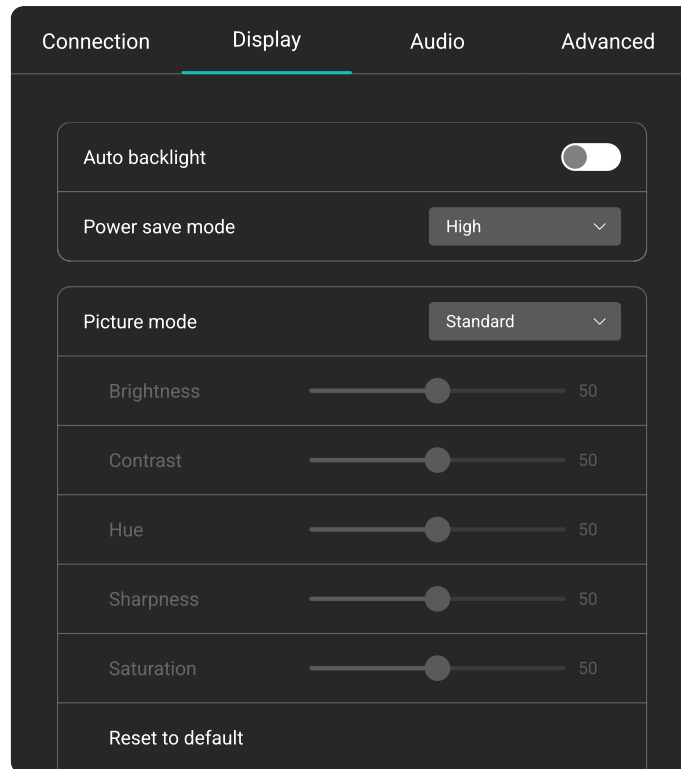 Connection Display Audio Advanced
Auto backlight
Power save mode High
Picture mode Standard
Brightness 50
Contrast 50
Hue 50
Sharpness 50
Saturation 50
Reset to default